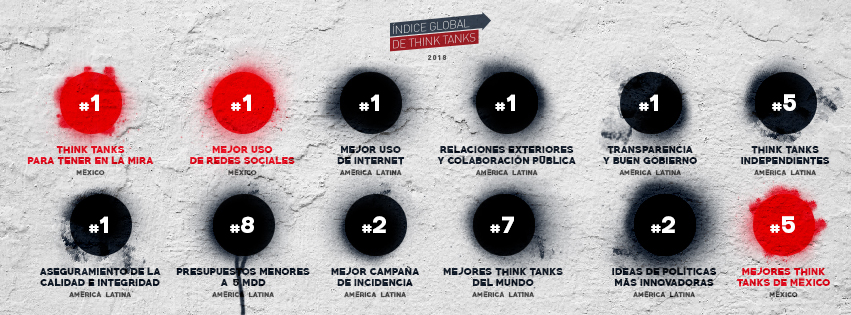 ÍNDICE GLOBAL
DE THINK TANKS
2018
#1
THINK TANKS
PARA TENER EN LA MIRA
MÉXICO
#1
MEJOR USO
DE REDES SOCIALES
MÉXICO
#1
MEJOR USO
DE INTERNET
AMÉRICA LATINA
#1
RELACIONES EXTERIORES
Y COLABORACIÓN PÚBLICA
AMÉRICA LATINA
#1
TRANSPARENCIA
Y BUEN GOBIERNO
AMÉRICA LATINA
#5
THINK TANKS
INDEPENDIENTES
AMÉRICA LATINA
#1
ASEGURAMIENTO DE LA
CALIDAD E INTEGRIDAD
AMÉRICA LATINA
#8
PRESUPUESTOS MENORES
A 5 MDD
AMÉRICA LATINA
#2
MEJOR CAMPAÑA
DE INCIDENCIA
AMÉRICA LATINA
#7
MEJORES THINK TANKS
DEL MUNDO
AMÉRICA LATINA
#2
IDEAS DE POLÍTICAS
MÁS INNOVADORAS
AMÉRICA LATINA
#5
MEJORES THINK
TANKS DE MÉXICO
MÉXICO